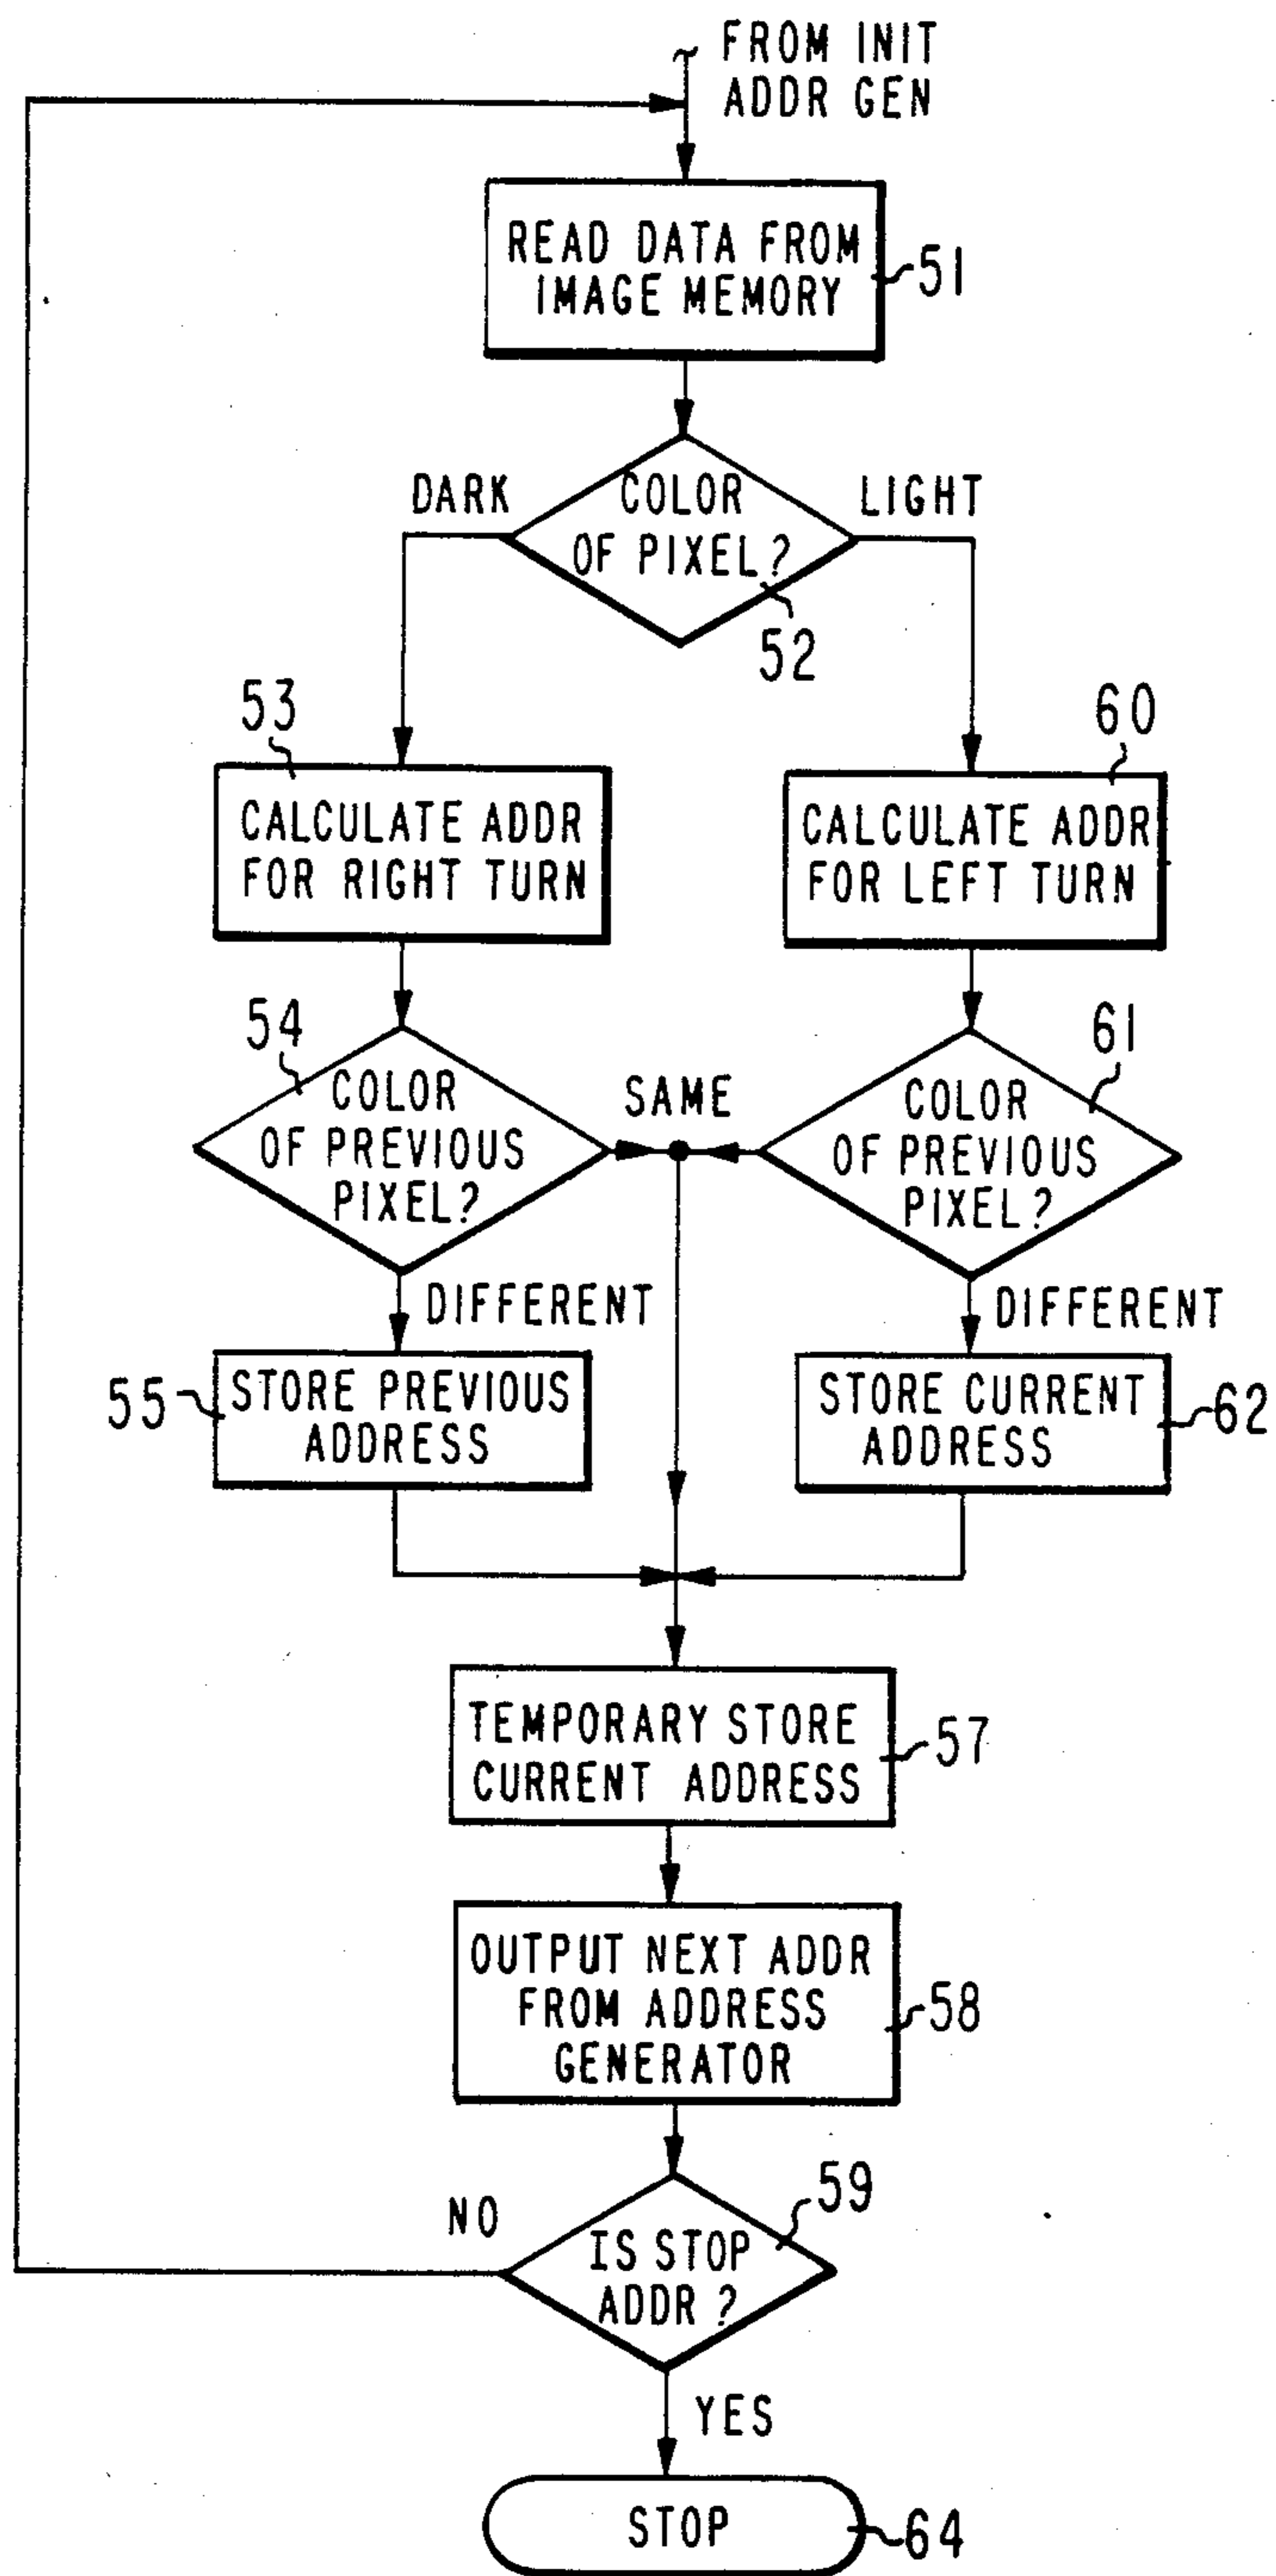 FROM INIT
ADDR GEN
READ DATA FROM
IMAGE MEMORY
51
DARK
COLOR
OF PIXEL?
LIGHT
52
53
60
CALCULATE ADDR
FOR RIGHT TURN
CALCULATE ADDR
FOR LEFT TURN
54
61
COLOR
OF PREVIOUS
PIXEL?
SAME
COLOR
OF PREVIOUS
PIXEL?
DIFFERENT
DIFFERENT
55
STORE PREVIOUS
ADDRESS
STORE CURRENT
ADDRESS
62
TEMPORARY STORE
CURRENT ADDRESS
57
OUTPUT NEXT ADDR
FROM ADDRESS
GENERATOR
58
59
NO
IS STOP
ADDR ?
YES
STOP
64